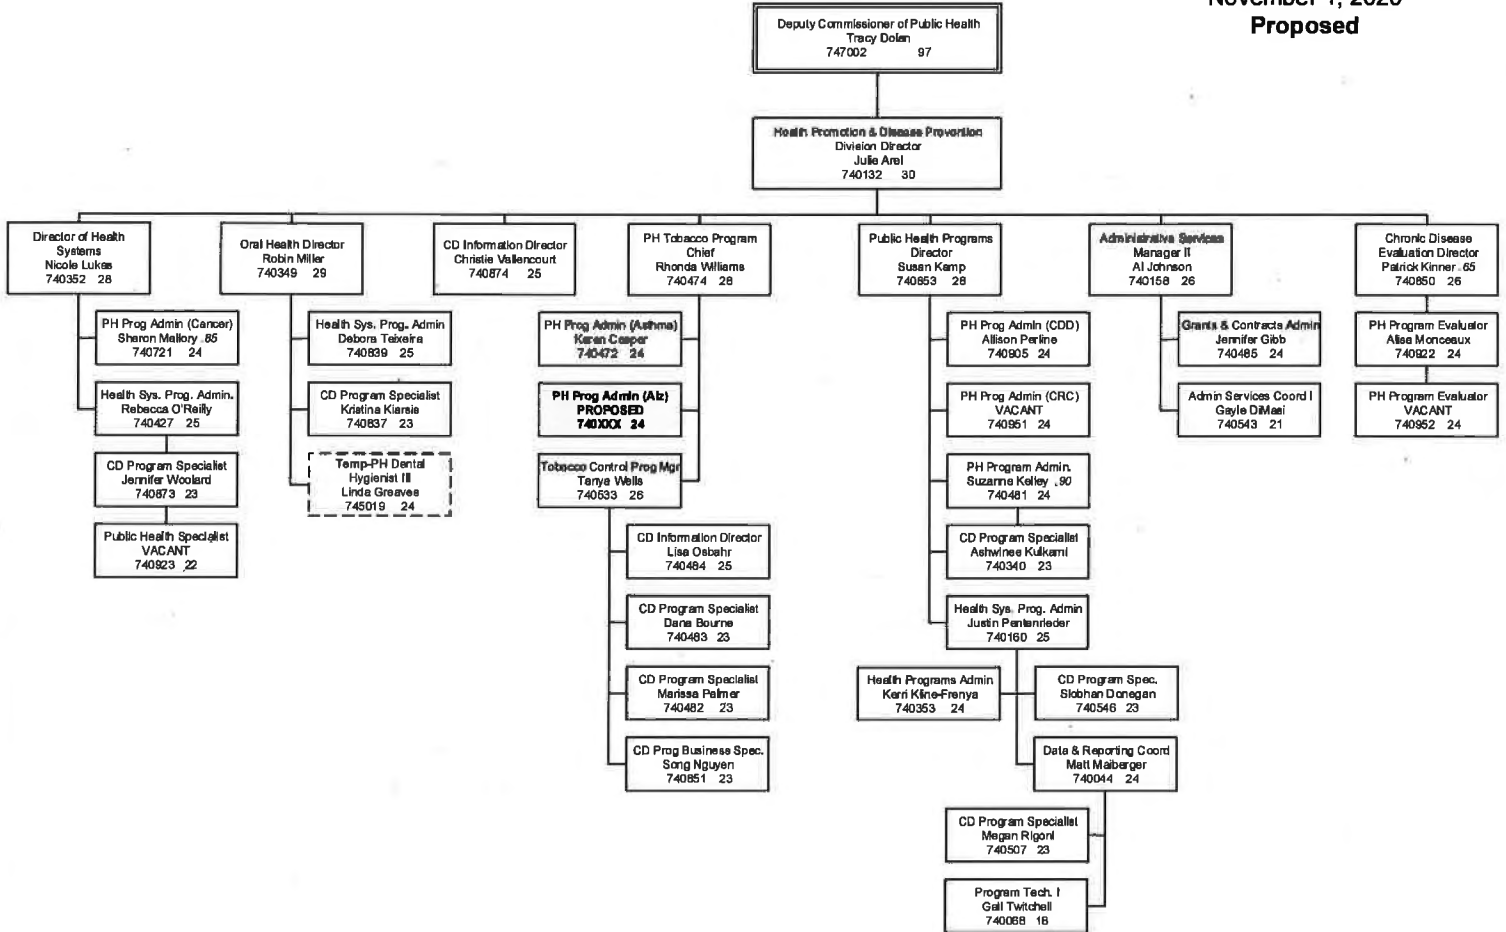 November 1, 2020
Proposed
Deputy Commissioner of Public Health
Tracy Dolan
747002 97
Health Promotion & Disease Prevention
Division Director
Julie Arel
740132 30
Director of Health
Systems
Nicole Lukas
740352 28
Oral Health Director
Robin Miller
740349 29
CD Information Director
Christie Vallencourt
740874 25
PH Tobacco Program
Chief
Rhonda Williams
740474 28
Public Health Programs
Director
Susan Kamp
740853 28
Administrative Services
Manager II
Al Johnson
740158 26
Chronic Disease
Evaluation Director
Patrick Kinner .65
740850 26
PH Prog Admin (Cancer)
Sharon Mallory .85
740721 24
Health Sys. Prog. Admin.
Rebecca O'Reilly
740427 25
CD Program Specialist
Jennifer Woolard
740873 23
Public Health Specialist
VACANT
740923 22
Health Sys. Prog. Admin
Debora Teixeira
740839 25
CD Program Specialist
Kristina Kiarsis
740837 23
Temp-PH Dental
Hygienist III
Linda Greaves
745019 24
PH Prog Admin (Asthma)
Karen Casper
740472 24
PH Prog Admin (Alz)
PROPOSED
740XXX 24
Tobacco Control Prog Mgr
Tanya Wells
740533 26
CD Information Director
Lisa Osbahr
740484 25
CD Program Specialist
Dana Bourne
740483 23
CD Program Specialist
Marissa Palmer
740482 23
CD Prog Business Spec.
Song Nguyen
740851 23
PH Prog Admin (CDD)
Allison Perline
740905 24
PH Prog Admin (CRC)
VACANT
740951 24
PH Program Admin.
Suzanne Kelley .90
740481 24
CD Program Specialist
Ashwinee Kulkarni
740340 23
Health Sys. Prog. Admin
Justin Pentenrieder
740160 25
Health Programs Admin
Kerri Kline-Frenya
740353 24
CD Program Spec.
Siobhan Donegan
740546 23
Data & Reporting Coord
Matt Maiberger
740044 24
CD Program Specialist
Megan Rigoni
740507 23
Program Tech. I
Gail Twitchell
740068 18
Grants & Contracts Admin
Jennifer Gibb
740485 24
Admin Services Coord I
Gayle DiMasi
740543 21
PH Program Evaluator
Alisa Monceaux
740922 24
PH Program Evaluator
VACANT
740952 24